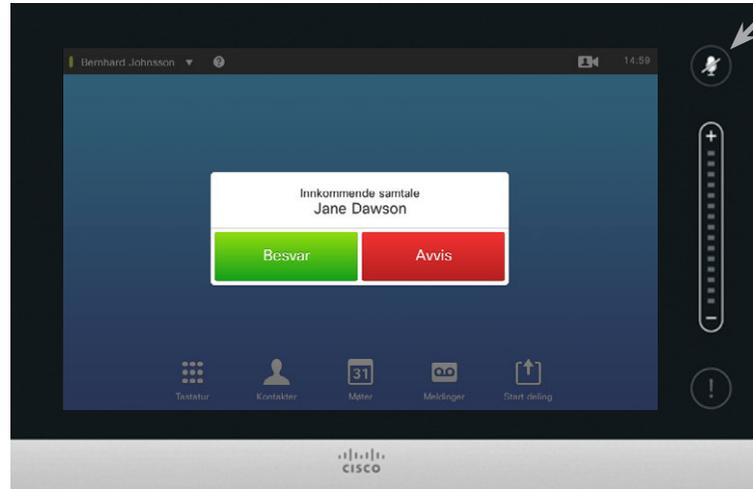 Bernhard Johnsson ▼ ? 14:59
Innkommende samtale
Jane Dawson
Besvar Avvis
+
−
31
Tastatur Kontakter Møter Meldinger Start deling
!
CISCO